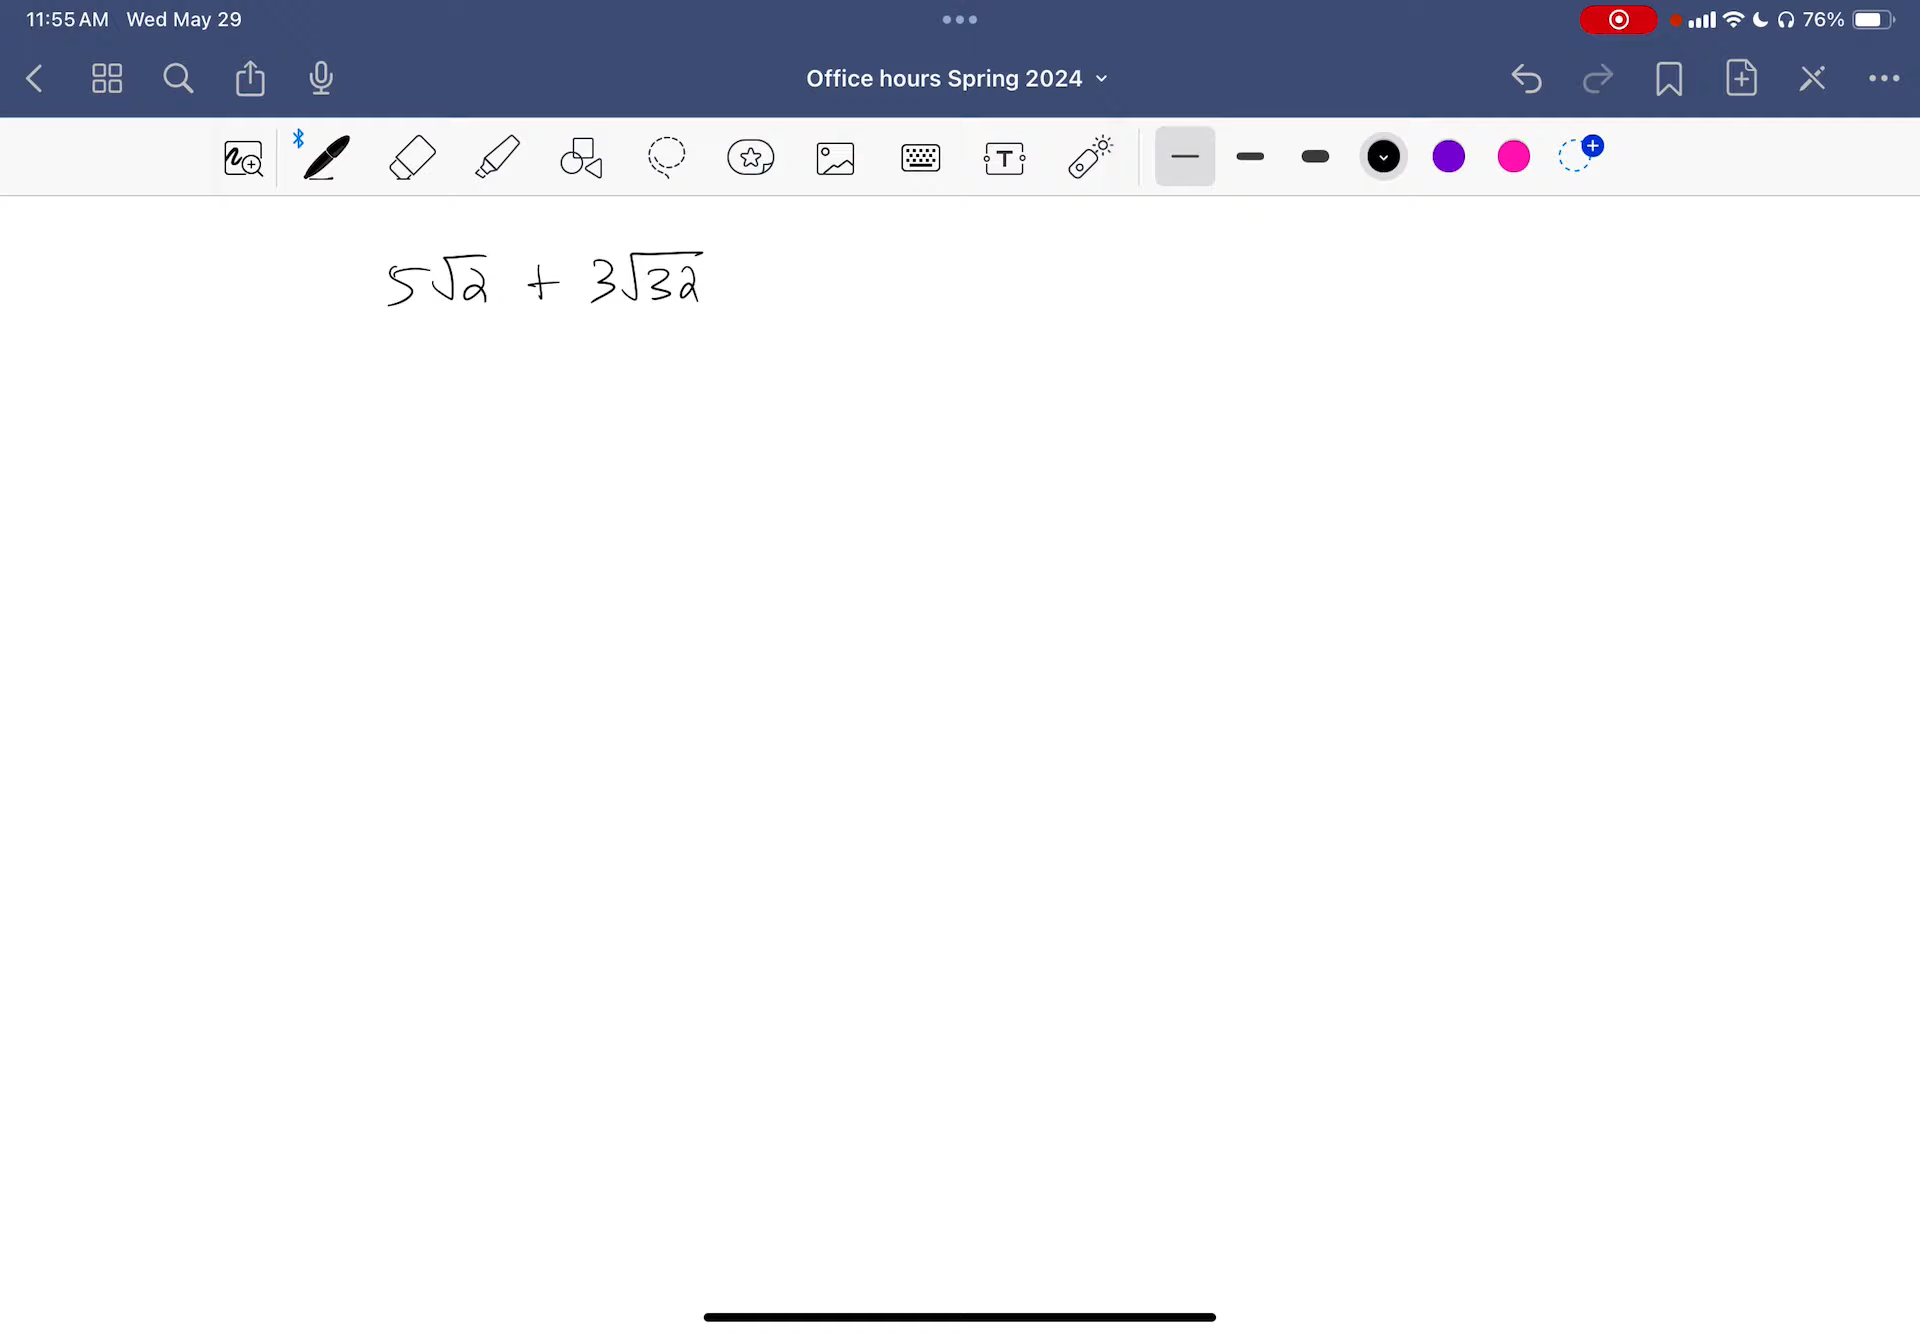 11:55 AM Wed May 29
76%
Office hours Spring 2024
T
5√2 + 3√32